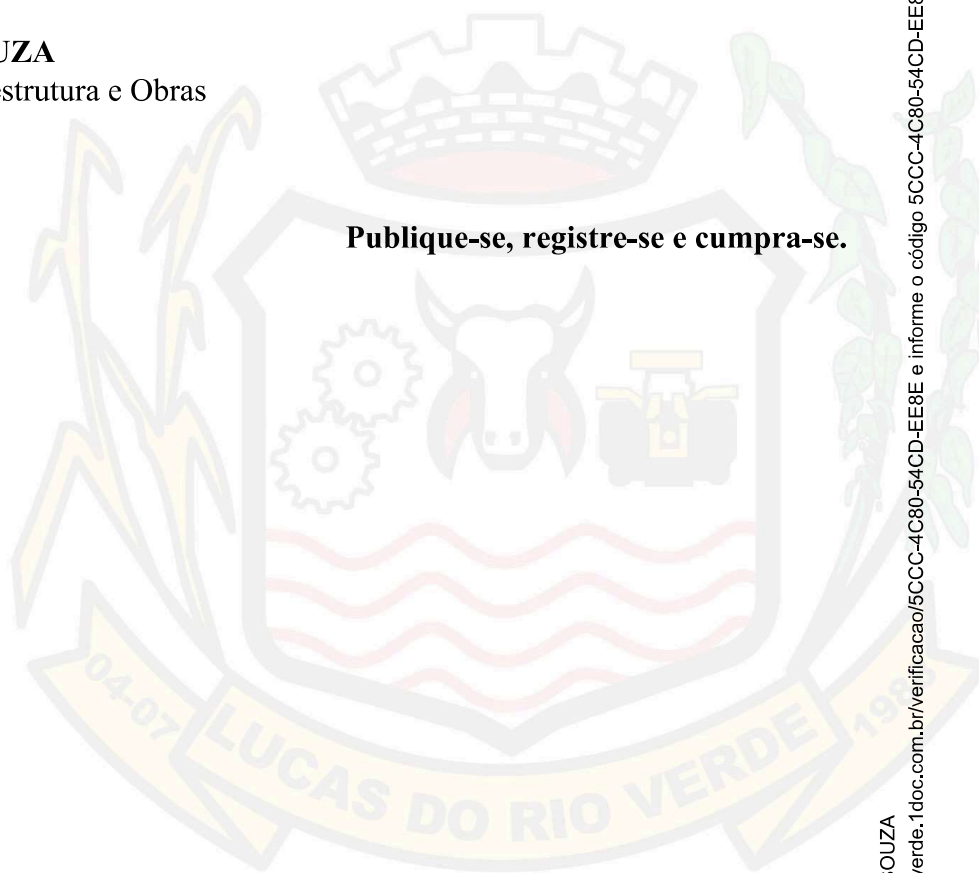 UZA
estrutura e Obras
Publique-se, registre-se e cumpra-se.
04-07
LUCAS DO RIO VERDE
1988
SOUZA
verde.1doc.com.br/verificacao/5CCC-4C80-54CD-EE8E e informe o código 5CCC-4C80-54CD-EE8